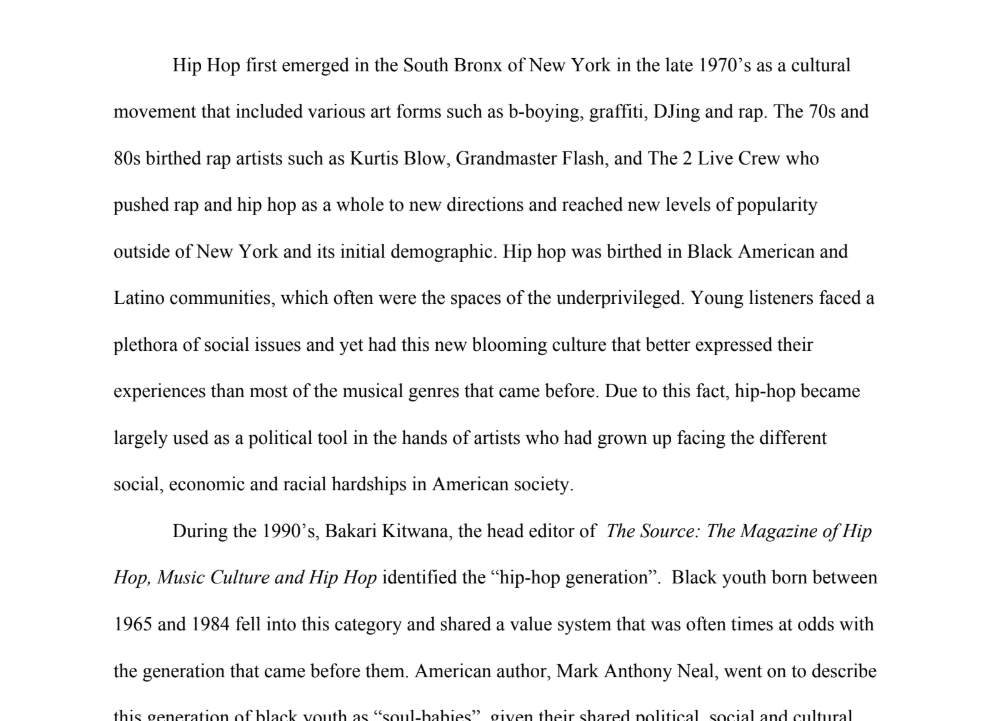 Hip Hop first emerged in the South Bronx of New York in the late 1970’s as a cultural
movement that included various art forms such as b-boying, graffiti, DJing and rap. The 70s and
80s birthed rap artists such as Kurtis Blow, Grandmaster Flash, and The 2 Live Crew who
pushed rap and hip hop as a whole to new directions and reached new levels of popularity
outside of New York and its initial demographic. Hip hop was birthed in Black American and
Latino communities, which often were the spaces of the underprivileged. Young listeners faced a
plethora of social issues and yet had this new blooming culture that better expressed their
experiences than most of the musical genres that came before. Due to this fact, hip-hop became
largely used as a political tool in the hands of artists who had grown up facing the different
social, economic and racial hardships in American society.
During the 1990’s, Bakari Kitwana, the head editor of  The Source: The Magazine of Hip
Hop, Music Culture and Hip Hop identified the “hip-hop generation”.  Black youth born between
1965 and 1984 fell into this category and shared a value system that was often times at odds with
the generation that came before them. American author, Mark Anthony Neal, went on to describe
this generation of black youth as “soul-babies”, given their shared political, social and cultural